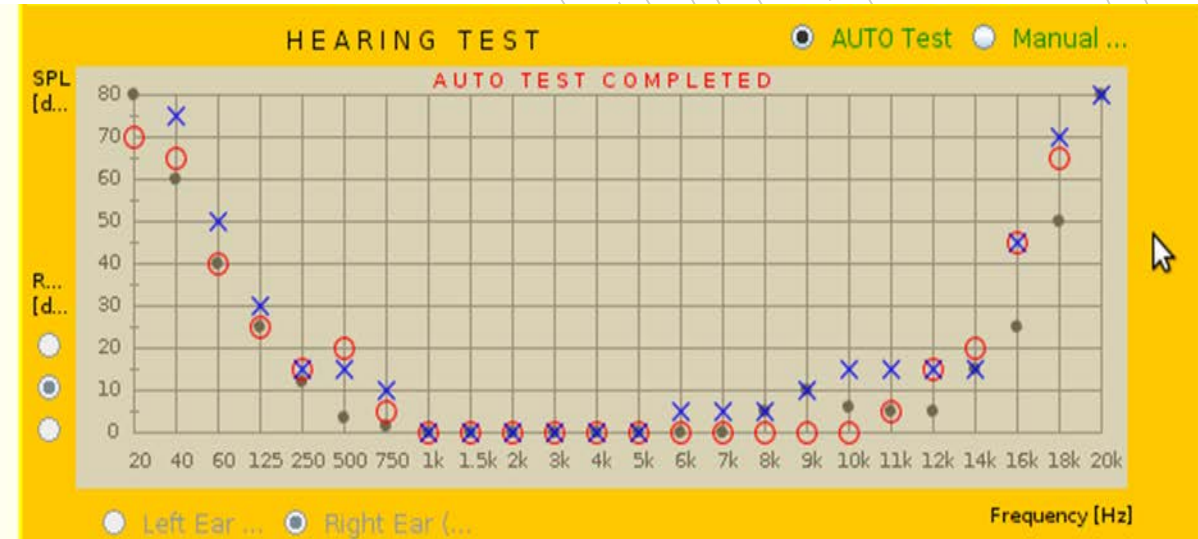 HEARING TEST
AUTO Test
Manual ...
SPL
[d...
AUTO TEST COMPLETED
80
70
60
50
40
30
20
10
0
R...
[d...
20 40 60 125 250 500 750 1k 1.5k 2k 3k 4k 5k 6k 7k 8k 9k 10k 11k 12k 14k 16k 18k 20k
Left Ear ...
Right Ear (...
Frequency [Hz]